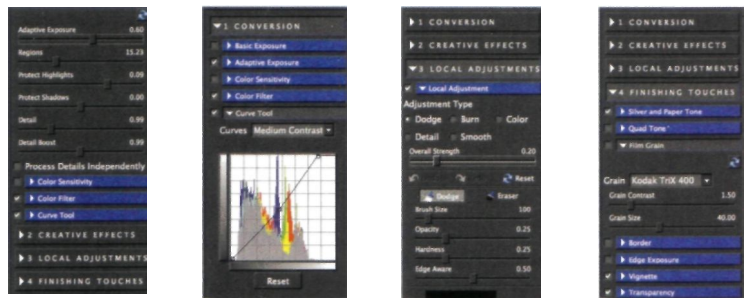 Adaptive Exposure 0.60
Regions 15.23
Protect Highlights 0.09
Protect Shadows 0.00
Detail 0.99
Detail Boost 0.99
Process Details Independently
Color Sensitivity
Color Filter
Curve Tool
2 CREATIVE EFFECTS
3 LOCAL ADJUSTMENTS
4 FINISHING TOUCHES
1 CONVERSION
Basic Exposure
Adaptive Exposure
Color Sensitivity
Color Filter
Curve Tool
Curves Medium Contrast
Reset
1 CONVERSION
2 CREATIVE EFFECTS
3 LOCAL ADJUSTMENTS
Local Adjustment
Adjustment Type
Dodge Burn Color
Detail Smooth
Overall Strength 0.20
Reset
Dodge Eraser
Brush Size 100
Opacity 0.25
Hardness 0.25
Edge Aware 0.50
1 CONVERSION
2 CREATIVE EFFECTS
3 LOCAL ADJUSTMENTS
4 FINISHING TOUCHES
Silver and Paper Tone
Quad Tone*
Film Grain
Grain Kodak TriX 400
Grain Contrast 1.50
Grain Size 40.00
Border
Edge Exposure
Vignette
Transparency